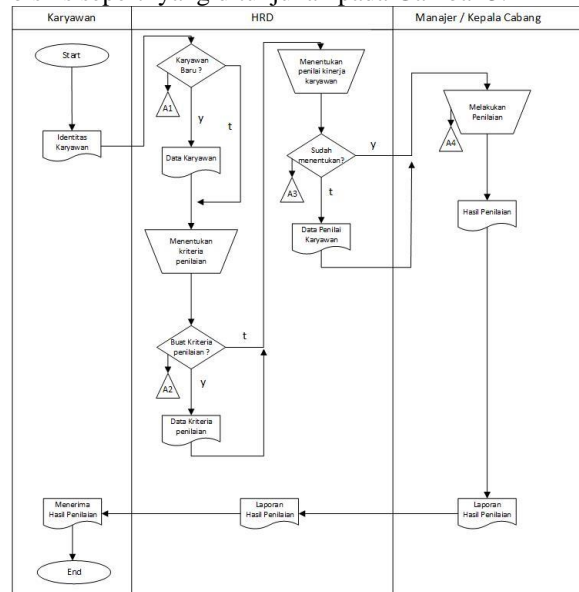 Karyawan
HRD
Manajer / Kepala Cabang
Start
Identitas
Karyawan
Karyawan
Baru ?
A1
y
t
Data Karyawan
Menentukan
kriteria
penilaian
Buat Kriteria
penilaian ?
t
A2
y
Data Kriteria
penilaian
Menentukan
penilai kinerja
karyawan
Sudah
menentukan?
y
A3
t
Data Penilai
Karyawan
Melakukan
Penilaian
A4
Hasil Penilaian
Laporan
Hasil Penilaian
Laporan
Hasil Penilaian
Menerima
Hasil Penilaian
End